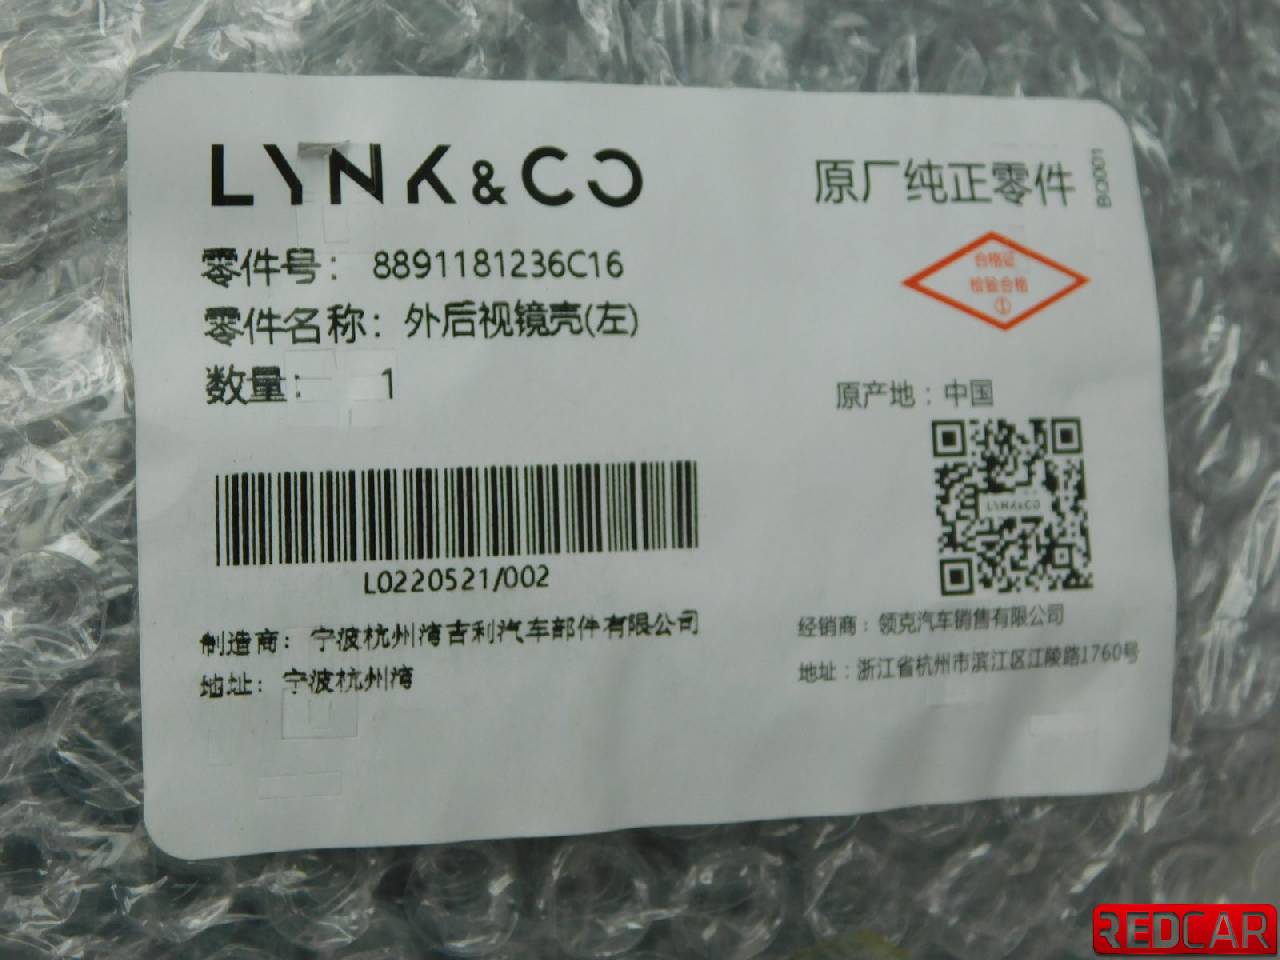 LYNK&CO
原厂纯正零件
BO001
零件号： 8891181236C16
零件名称：外后视镜壳(左)
数量： 1
合格证
检验合格
①
原产地：中国
LYNK&CO
L0220521/002
制造商： 宁波杭州湾吉利汽车部件有限公司
地址： 宁波杭州湾
经销商：领克汽车销售有限公司
地址：浙江省杭州市滨江区江陵路1760号
REDCAR